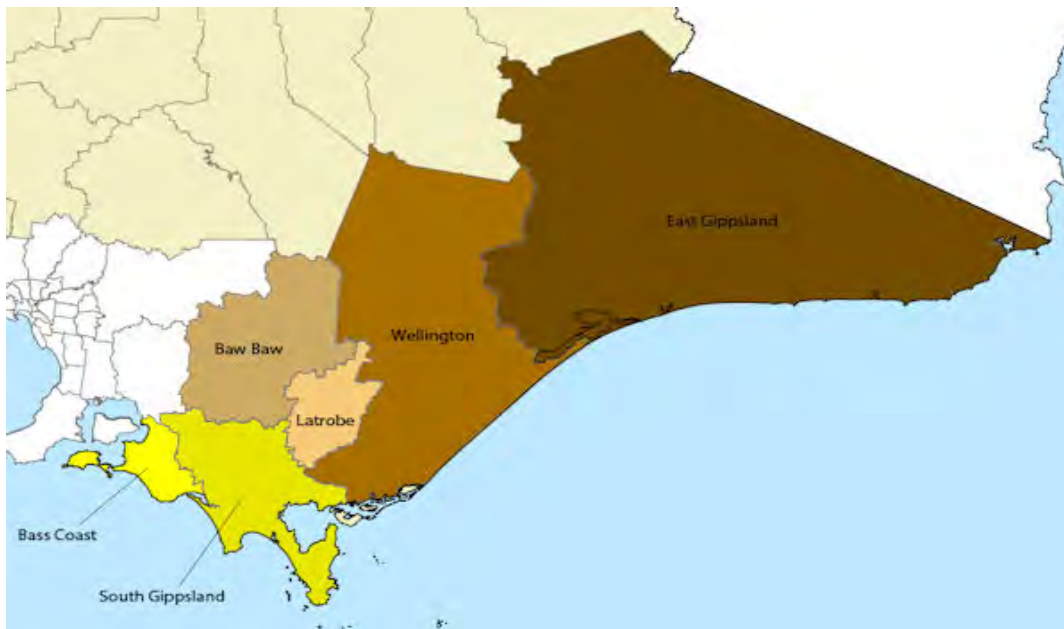 East Gippsland
Wellington
Baw Baw
Latrobe
Bass Coast
South Gippsland